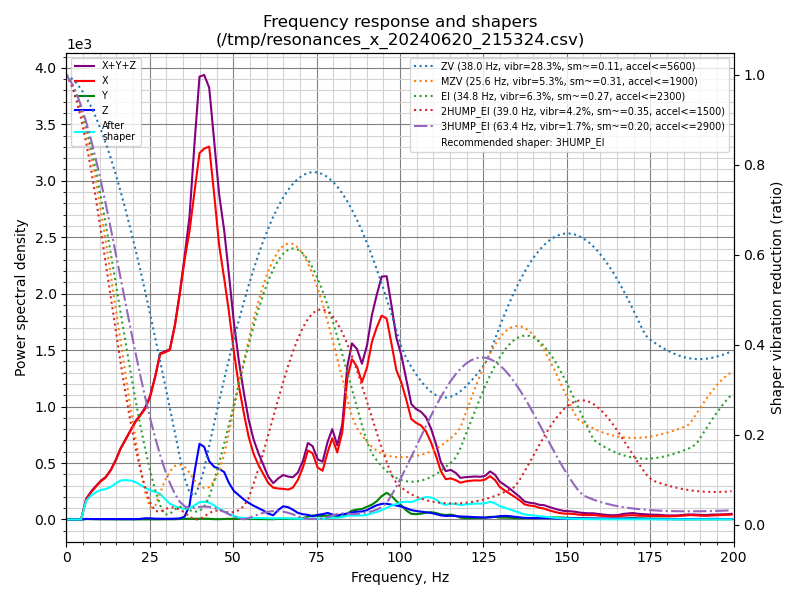 Frequency response and shapers
(/tmp/resonances_x_20240620_215324.csv)
1e3
X+Y+Z
X
Y
Z
After
shaper
ZV (38.0 Hz, vibr=28.3%, sm~=0.11, accel<=5600)
MZV (25.6 Hz, vibr=5.3%, sm~=0.31, accel<=1900)
EI (34.8 Hz, vibr=6.3%, sm~=0.27, accel<=2300)
2HUMP_EI (39.0 Hz, vibr=4.2%, sm~=0.35, accel<=1500)
3HUMP_EI (63.4 Hz, vibr=1.7%, sm~=0.20, accel<=2900)
Recommended shaper: 3HUMP_EI
Power spectral density
4.0
3.5
3.0
2.5
2.0
1.5
1.0
0.5
0.0
1.0
0.8
0.6
0.4
0.2
0.0
Shaper vibration reduction (ratio)
0 25 50 75 100 125 150 175 200
Frequency, Hz